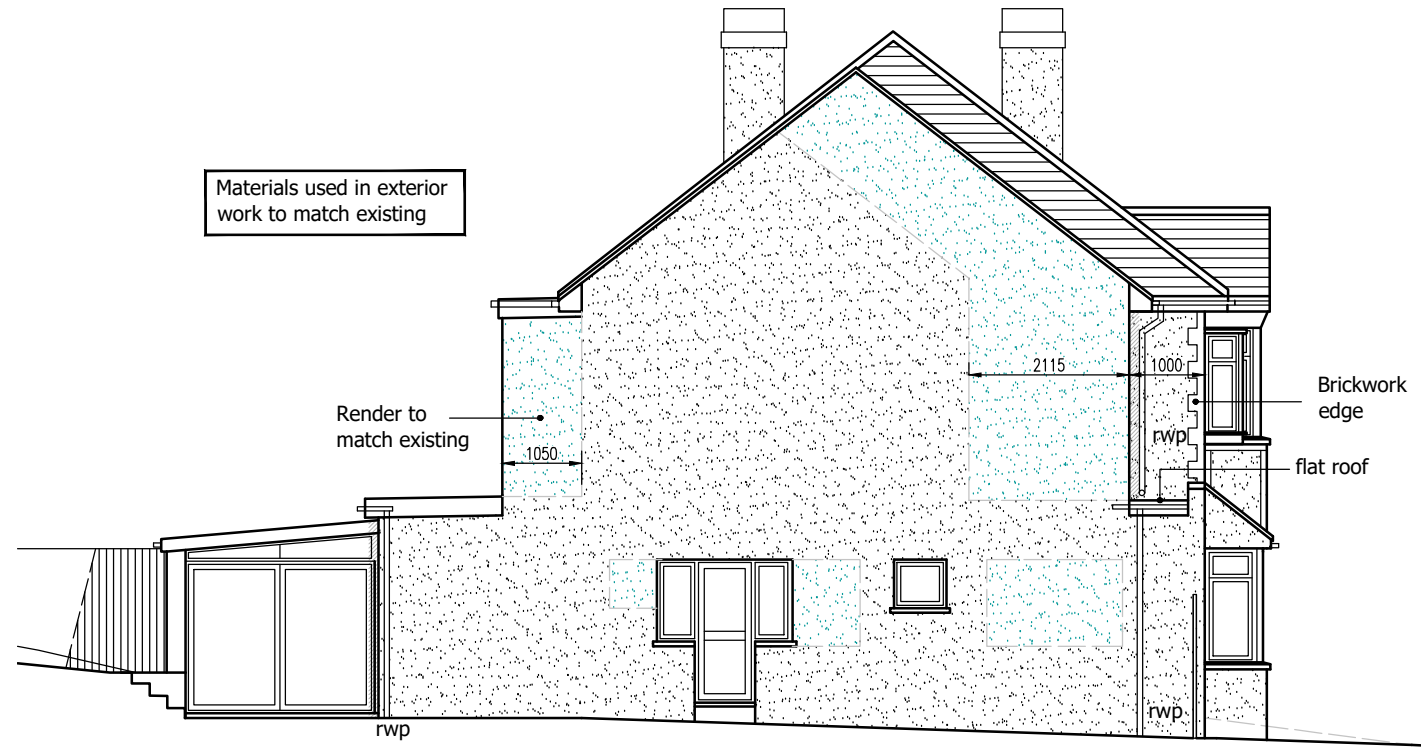 Materials used in exterior
work to match existing
2115
1000
Brickwork
edge
Render to
match existing
rwp
1050
flat roof
rwp
rwp